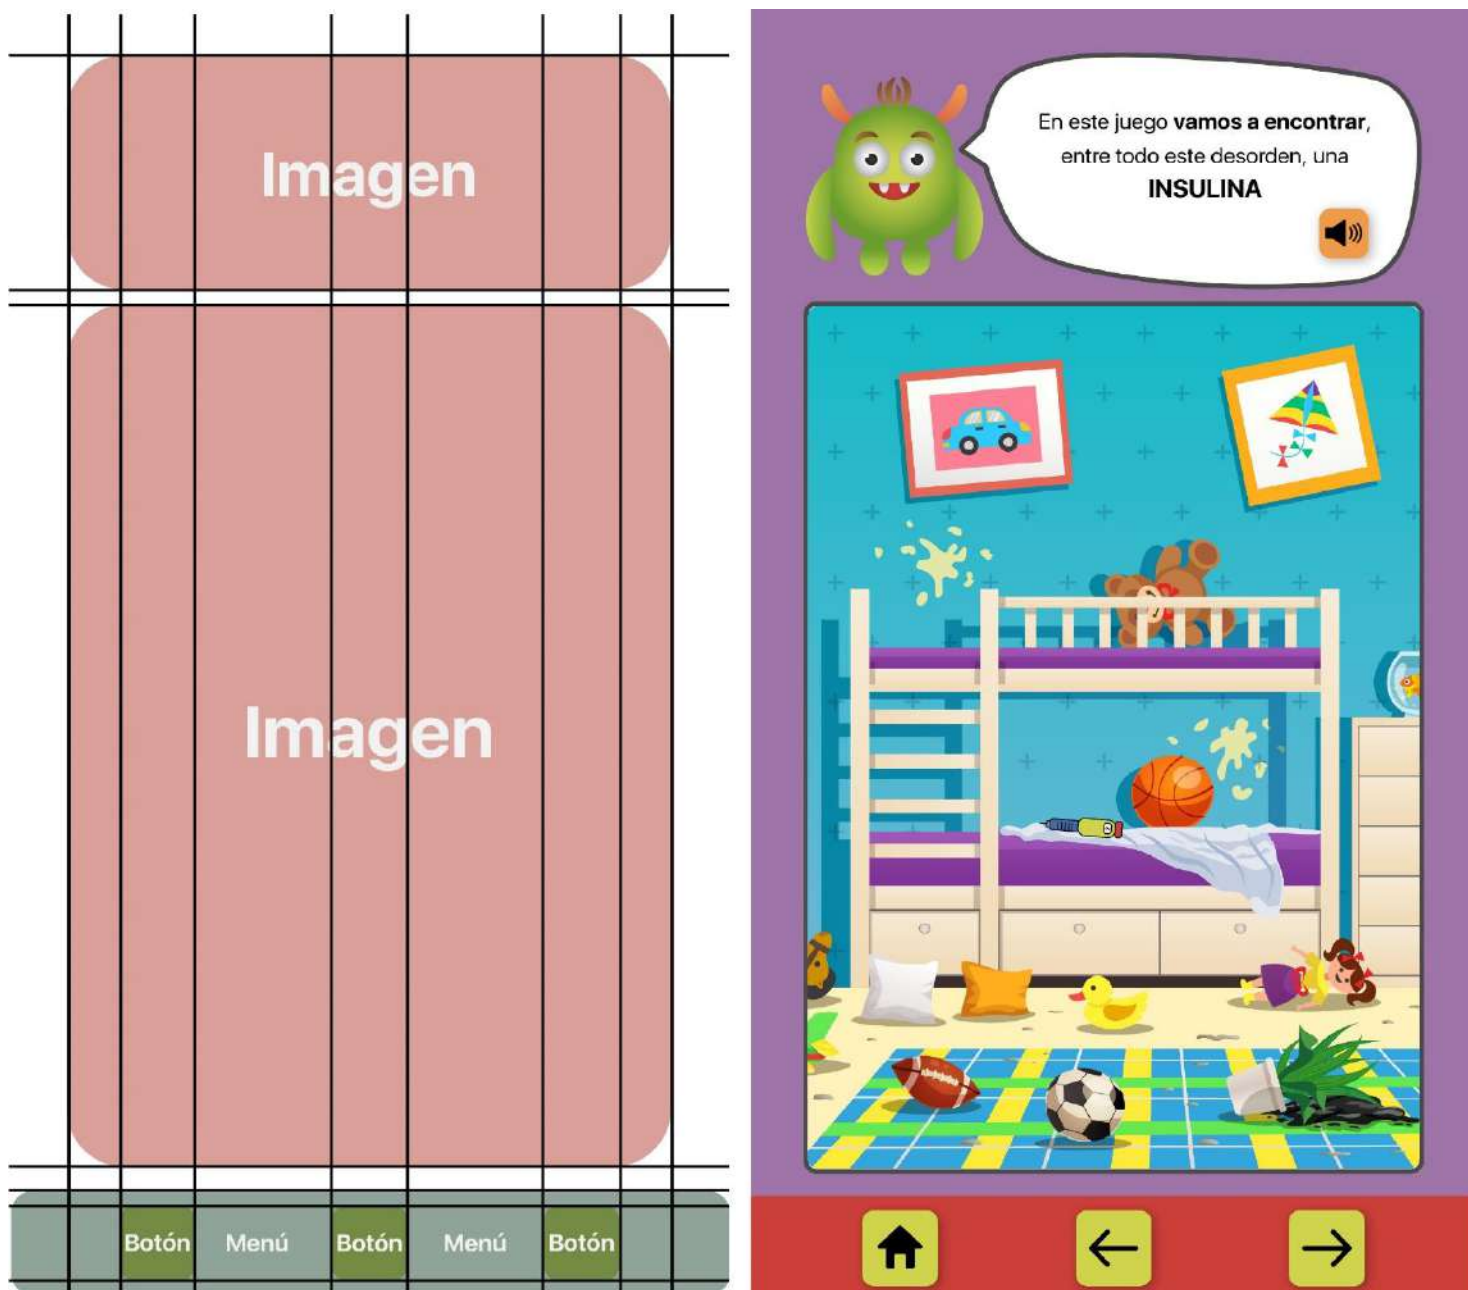 Imagen
Imagen
Botón Menú Botón Menú Botón
En este juego vamos a encontrar,
entre todo este desorden, una
INSULINA